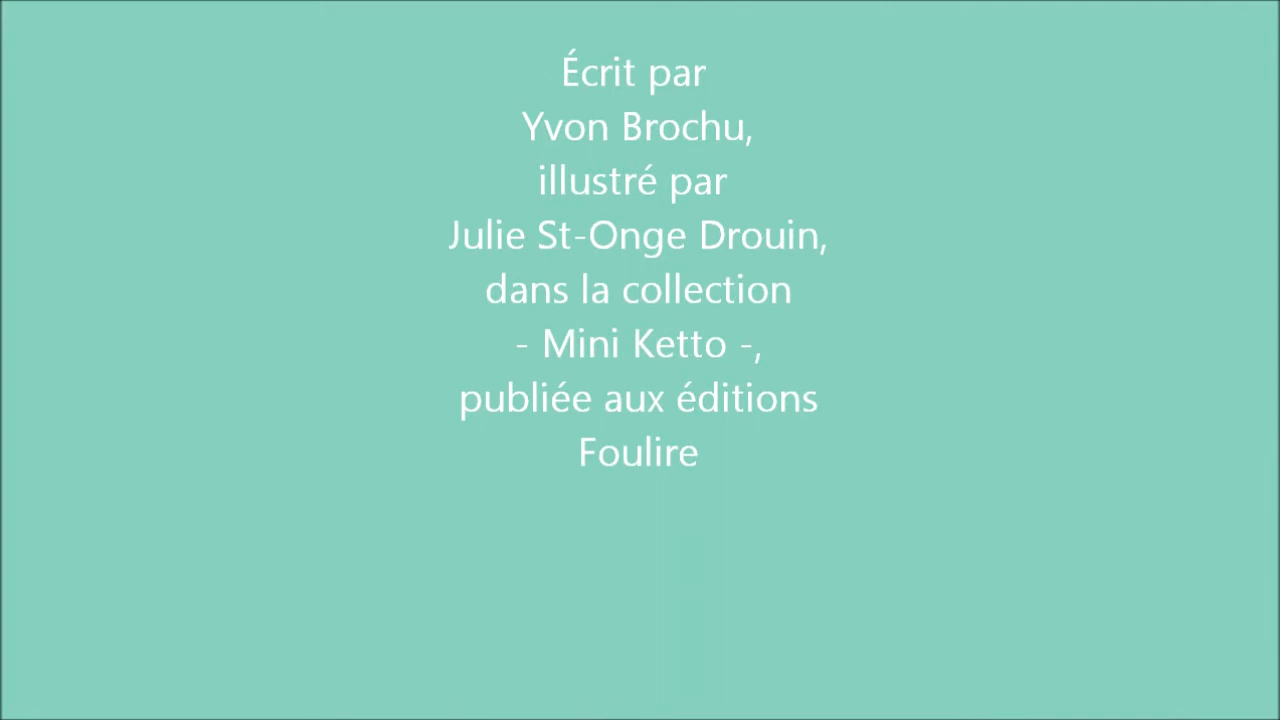 Écrit par
Yvon Brochu,
illustré par
Julie St-Onge Drouin,
dans la collection
- Mini Ketto -,
publiée aux éditions
Foulire